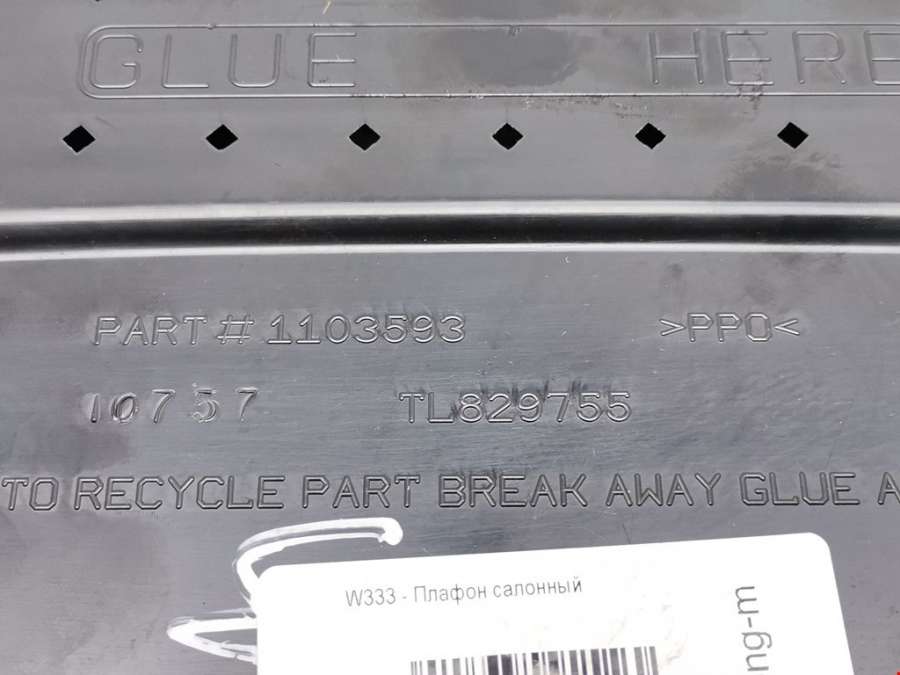 GLUE HERE
PART # 1103593 >PPO<
10757 TL829755
TO RECYCLE PART BREAK AWAY GLUE A
W333 - Плафон салонный
ng-m